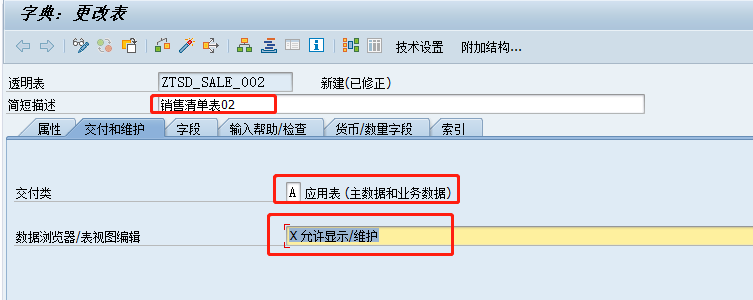 字典: 更改表
技术设置 附加结构...
透明表 ZTSD_SALE_002 新建(已修正)
简短描述 销售清单表02
属性 交付和维护 字段 输入帮助/检查 货币/数量字段 索引
交付类 A 应用表(主数据和业务数据)
数据浏览器/表视图编辑 X 允许显示/维护